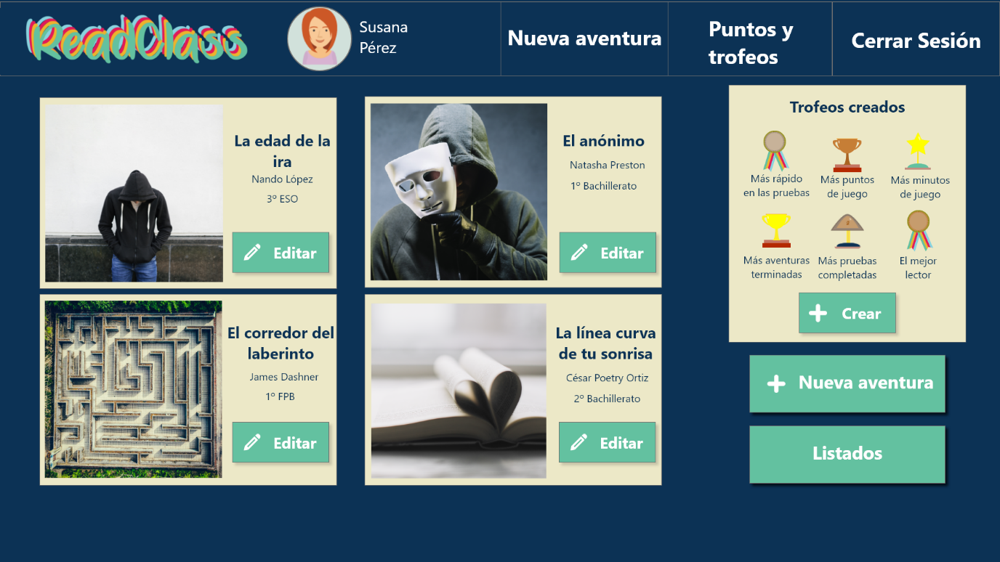 ReadClass
Susana
Pérez
Nueva aventura
Puntos y
trofeos
Cerrar Sesión
La edad de la
ira
Nando López
3º ESO
Editar
El anónimo
Natasha Preston
1º Bachillerato
Editar
El corredor del
laberinto
James Dashner
1º FPB
Editar
La línea curva
de tu sonrisa
César Poetry Ortiz
2º Bachillerato
Editar
Trofeos creados
Más rápido
en las pruebas
Más puntos
de juego
Más minutos
de juego
Más aventuras
terminadas
Más pruebas
completadas
El mejor
lector
Crear
Nueva aventura
Listados